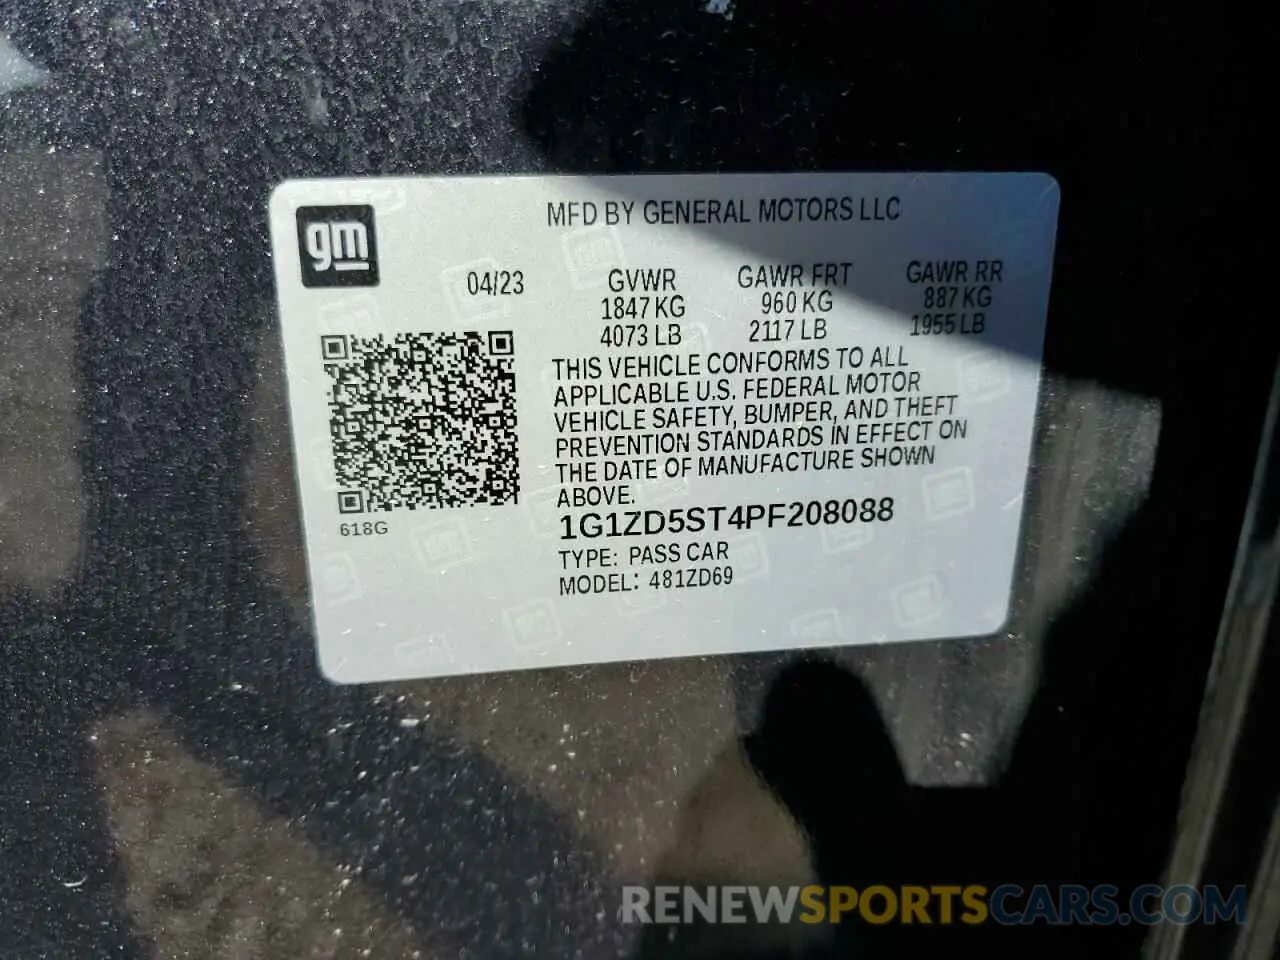 MFD BY GENERAL MOTORS LLC
gm
04/23 GVWR GAWR FRT GAWR RR
1847 KG 960 KG 887 KG
4073 LB 2117 LB 1955 LB
THIS VEHICLE CONFORMS TO ALL
APPLICABLE U.S. FEDERAL MOTOR
VEHICLE SAFETY, BUMPER, AND THEFT
PREVENTION STANDARDS IN EFFECT ON
THE DATE OF MANUFACTURE SHOWN
ABOVE.
618G
1G1ZD5ST4PF208088
TYPE: PASS CAR
MODEL: 481ZD69
RENEWSPORTSCARS.COM